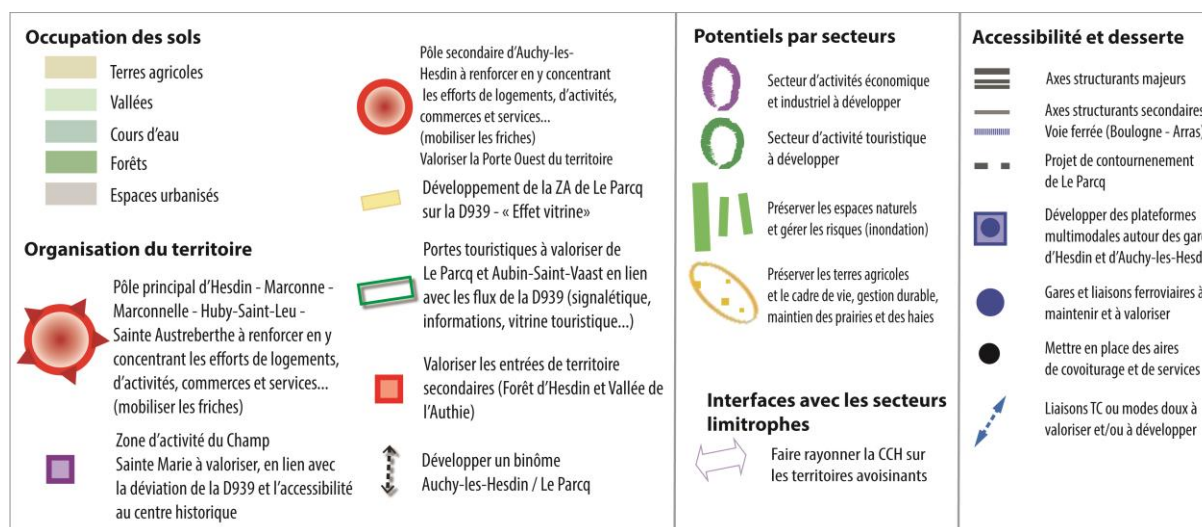 Occupation des sols
Terres agricoles
Vallées
Cours d'eau
Forêts
Espaces urbanisés
Organisation du territoire
Pôle principal d'Hesdin - Marconne -
Marconnelle - Huby-Saint-Leu -
Sainte Austreberthe à renforcer en y
concentrant les efforts de logements,
d'activités, commerces et services...
(mobiliser les friches)
Zone d'activité du Champ
Sainte Marie à valoriser, en lien avec
la déviation de la D939 et l'accessibilité
au centre historique
Pôle secondaire d'Auchy-les-
Hesdin à renforcer en y concentrant
les efforts de logements, d'activités,
commerces et services...
(mobiliser les friches)
Valoriser la Porte Ouest du territoire
Développement de la ZA de Le Parcq
sur la D939 - « Effet vitrine»
Portes touristiques à valoriser de
Le Parcq et Aubin-Saint-Vaast en lien
avec les flux de la D939 (signalétique,
informations, vitrine touristique...)
Valoriser les entrées de territoire
secondaires (Forêt d'Hesdin et Vallée de
l'Authie)
Développer un binôme
Auchy-les-Hesdin / Le Parcq
Potentiels par secteurs
Secteur d'activités économique
et industriel à développer
Secteur d'activité touristique
à développer
Préserver les espaces naturels
et gérer les risques (inondation)
Préserver les terres agricoles
et le cadre de vie, gestion durable,
maintien des prairies et des haies
Interfaces avec les secteurs
limitrophes
Faire rayonner la CCH sur
les territoires avoisinants
Accessibilité et desserte
Axes structurants majeurs
Axes structurants secondaires
Voie ferrée (Boulogne - Arras)
Projet de contournenement
de Le Parcq
Développer des plateformes
multimodales autour des gar
d'Hesdin et d'Auchy-les-Hesd
Gares et liaisons ferroviaires à
maintenir et à valoriser
Mettre en place des aires
de covoiturage et de services
Liaisons TC ou modes doux à
valoriser et/ou à développer